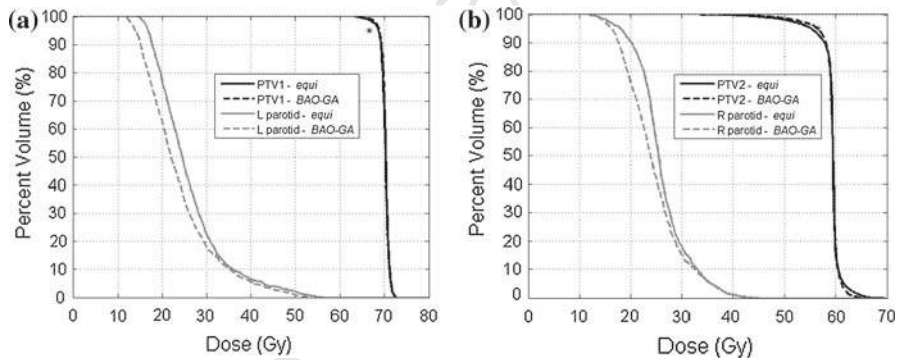 (a)
100
90
80
70
60
50
40
30
20
10
0
Percent Volume (%)
PTV1 - equi
PTV1 - BAO-GA
L parotid - equi
L parotid - BAO-GA
0 10 20 30 40 50 60 70 80
Dose (Gy)
(b)
100
90
80
70
60
50
40
30
20
10
0
Percent Volume (%)
PTV2 - equi
PTV2 - BAO-GA
R parotid - equi
R parotid - BAO-GA
0 10 20 30 40 50 60 70
Dose (Gy)